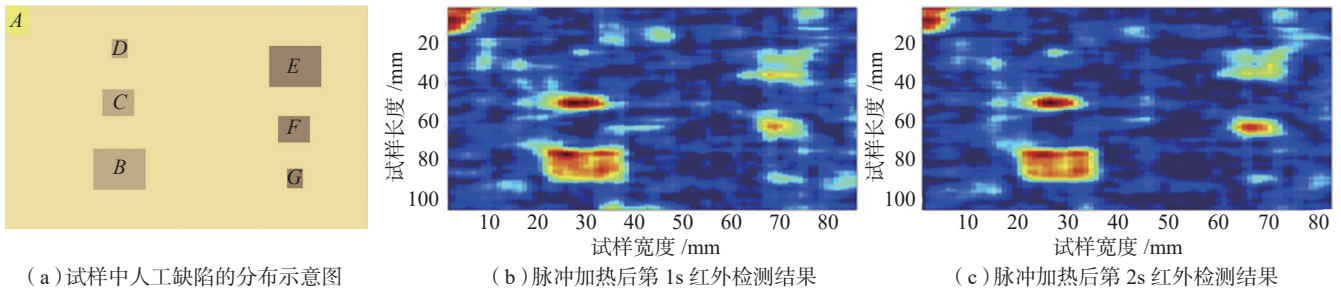 A
D
E
C
F
B
G
20
40
60
80
100
试样长度 /mm
10 20 30 40 50 60 70 80
试样宽度 /mm
20
40
60
80
100
试样长度 /mm
10 20 30 40 50 60 70 80
试样宽度 /mm
（a）试样中人工缺陷的分布示意图
（b）脉冲加热后第 1s 红外检测结果
（c）脉冲加热后第 2s 红外检测结果